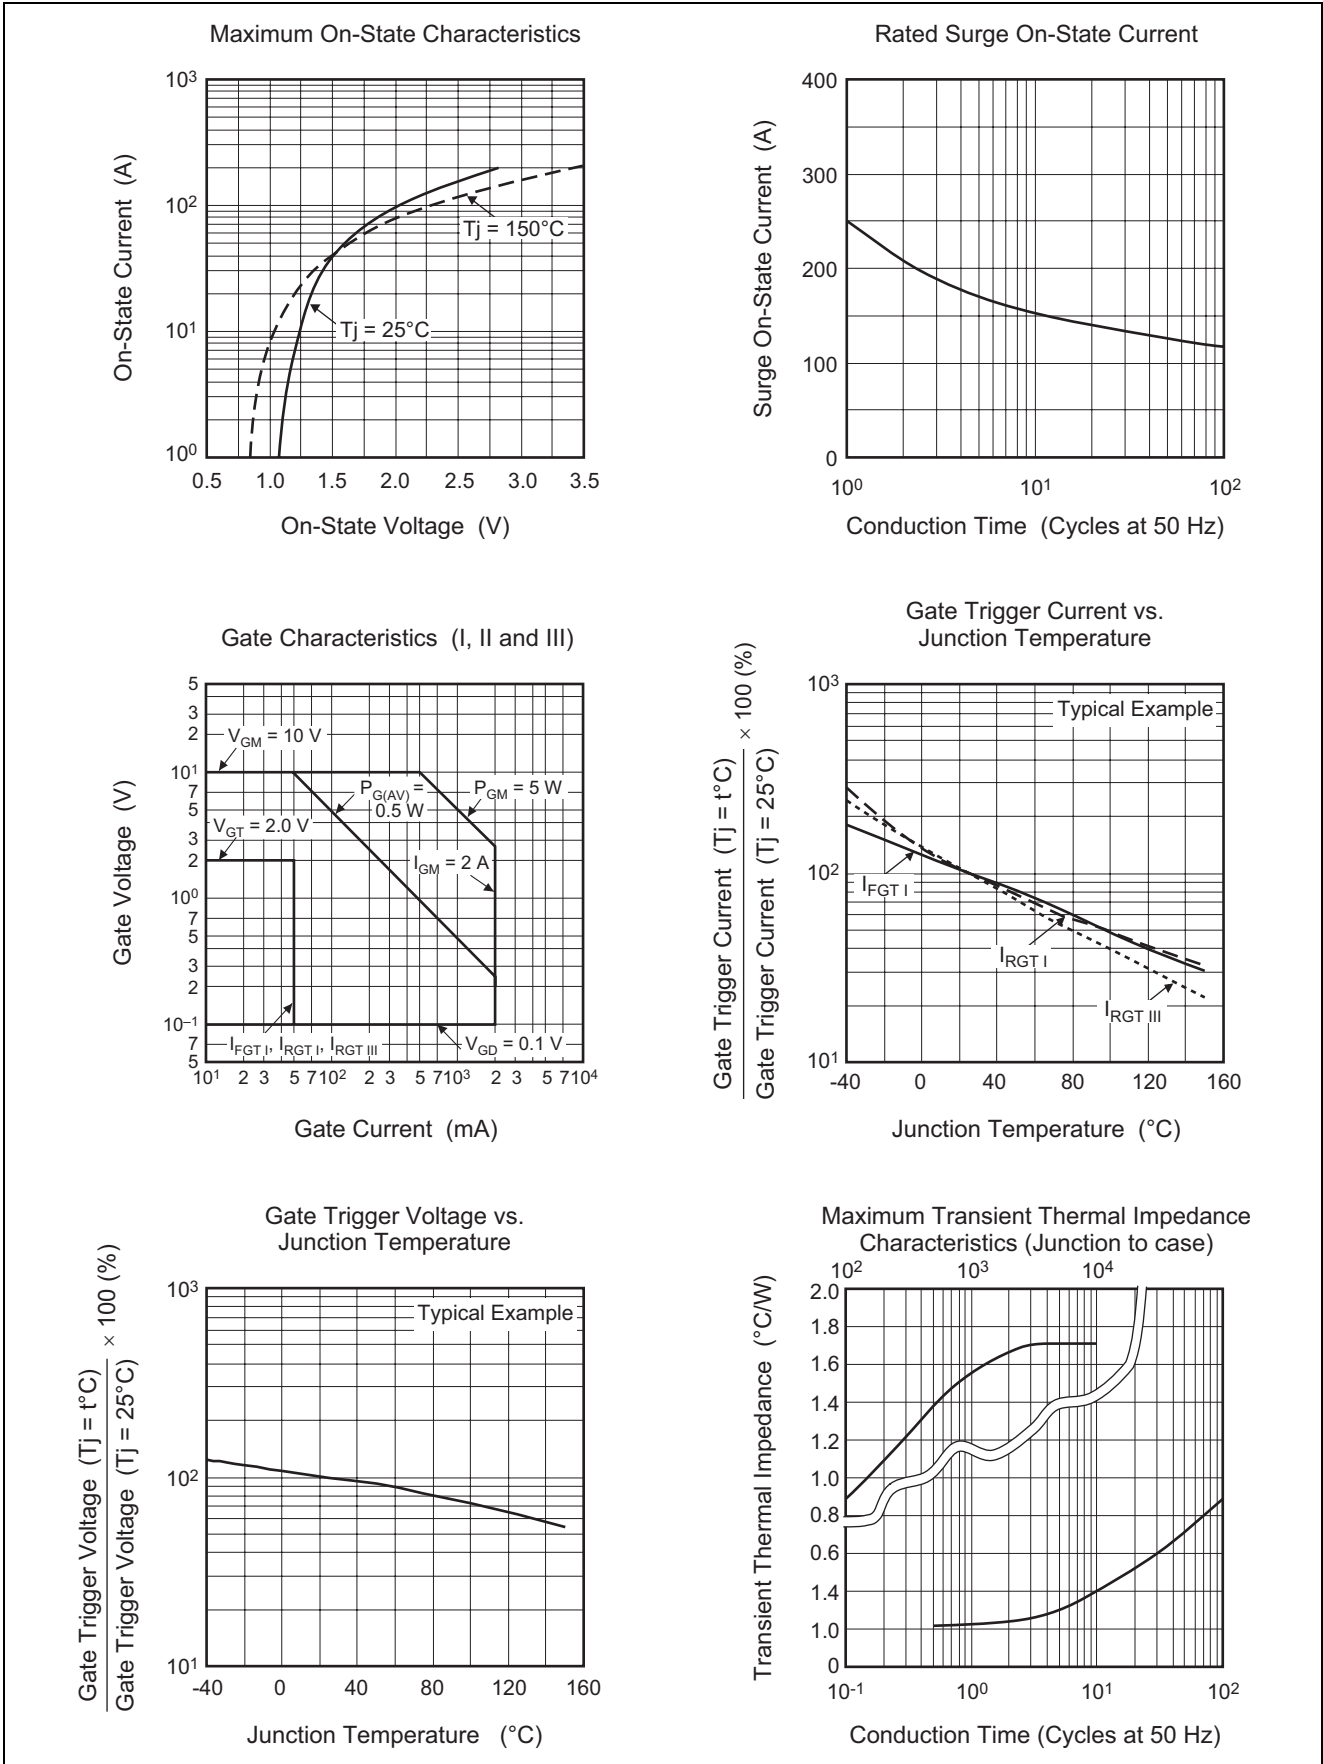 Maximum On-State Characteristics
On-State Current (A)
10³
10²
10¹
10⁰
Tj = 150°C
Tj = 25°C
0.5 1.0 1.5 2.0 2.5 3.0 3.5
On-State Voltage (V)
Rated Surge On-State Current
Surge On-State Current (A)
400
300
200
100
0
10⁰ 10¹ 10²
Conduction Time (Cycles at 50 Hz)
Gate Characteristics (I, II and III)
Gate Voltage (V)
5
3
2
10¹
7
5
3
2
10⁰
7
5
3
2
10⁻¹
7
5
V_GM = 10 V
P_G(AV) =
0.5 W
P_GM = 5 W
V_GT = 2.0 V
I_GM = 2 A
I_FGT I, I_RGT I, I_RGT III
V_GD = 0.1 V
10¹ 2 3 5 7 10² 2 3 5 7 10³ 2 3 5 7 10⁴
Gate Current (mA)
Gate Trigger Current vs.
Junction Temperature
Gate Trigger Current (Tj = t°C)
Gate Trigger Current (Tj = 25°C)
× 100 (%)
10³
10²
10¹
Typical Example
I_FGT I
I_RGT I
I_RGT III
-40 0 40 80 120 160
Junction Temperature (°C)
Gate Trigger Voltage vs.
Junction Temperature
Gate Trigger Voltage (Tj = t°C)
Gate Trigger Voltage (Tj = 25°C)
× 100 (%)
10³
10²
10¹
Typical Example
-40 0 40 80 120 160
Junction Temperature (°C)
Maximum Transient Thermal Impedance
Characteristics (Junction to case)
10² 10³ 10⁴
Transient Thermal Impedance (°C/W)
2.0
1.8
1.6
1.4
1.2
1.0
0.8
0.6
1.4
1.0
0
10⁻¹ 10⁰ 10¹ 10²
Conduction Time (Cycles at 50 Hz)